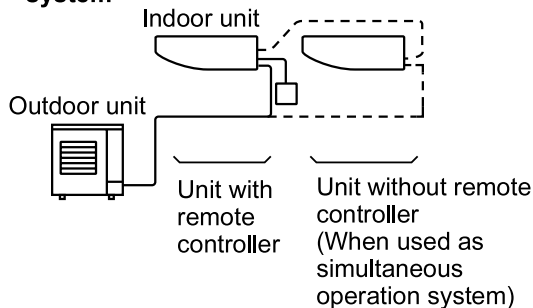 system
Indoor unit
Outdoor unit
Unit with
remote
controller
Unit without remote
controller
(When used as
simultaneous
operation system)